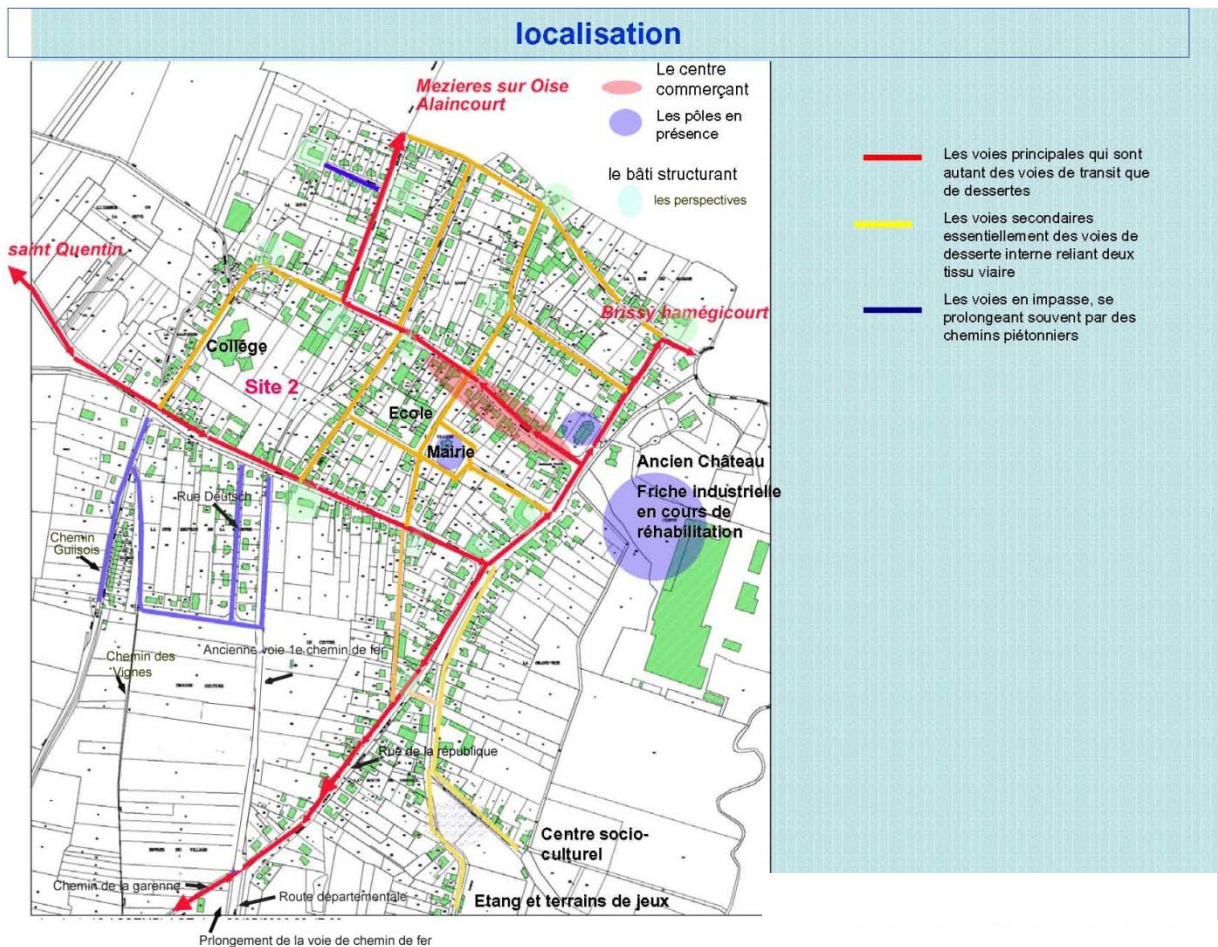 localisation
Mezieres sur Oise
Alaincourt
Le centre
commerçant
Les pôles en
présence
le bâti structurant
les perspectives
Les voies principales qui sont
autant des voies de transit que
de dessertes
Les voies secondaires
essentiellement des voies de
desserte interne reliant deux
tissu viaire
Les voies en impasse, se
prolongeant souvent par des
chemins piétonniers
saint Quentin
Brissy hamégicourt
Collége
Site 2
Ecole
Mairie
Ancien Château
Friche industrielle
en cours de
réhabilitation
Rue Deutsch
Chemin
Guisois
Ancienne voie 1e chemin de fer
Chemin des
Vignes
Rue de la république
Centre socio-
culturel
Chemin de la garenne
Route départementale
Etang et terrains de jeux
Prlongement de la voie de chemin de fer